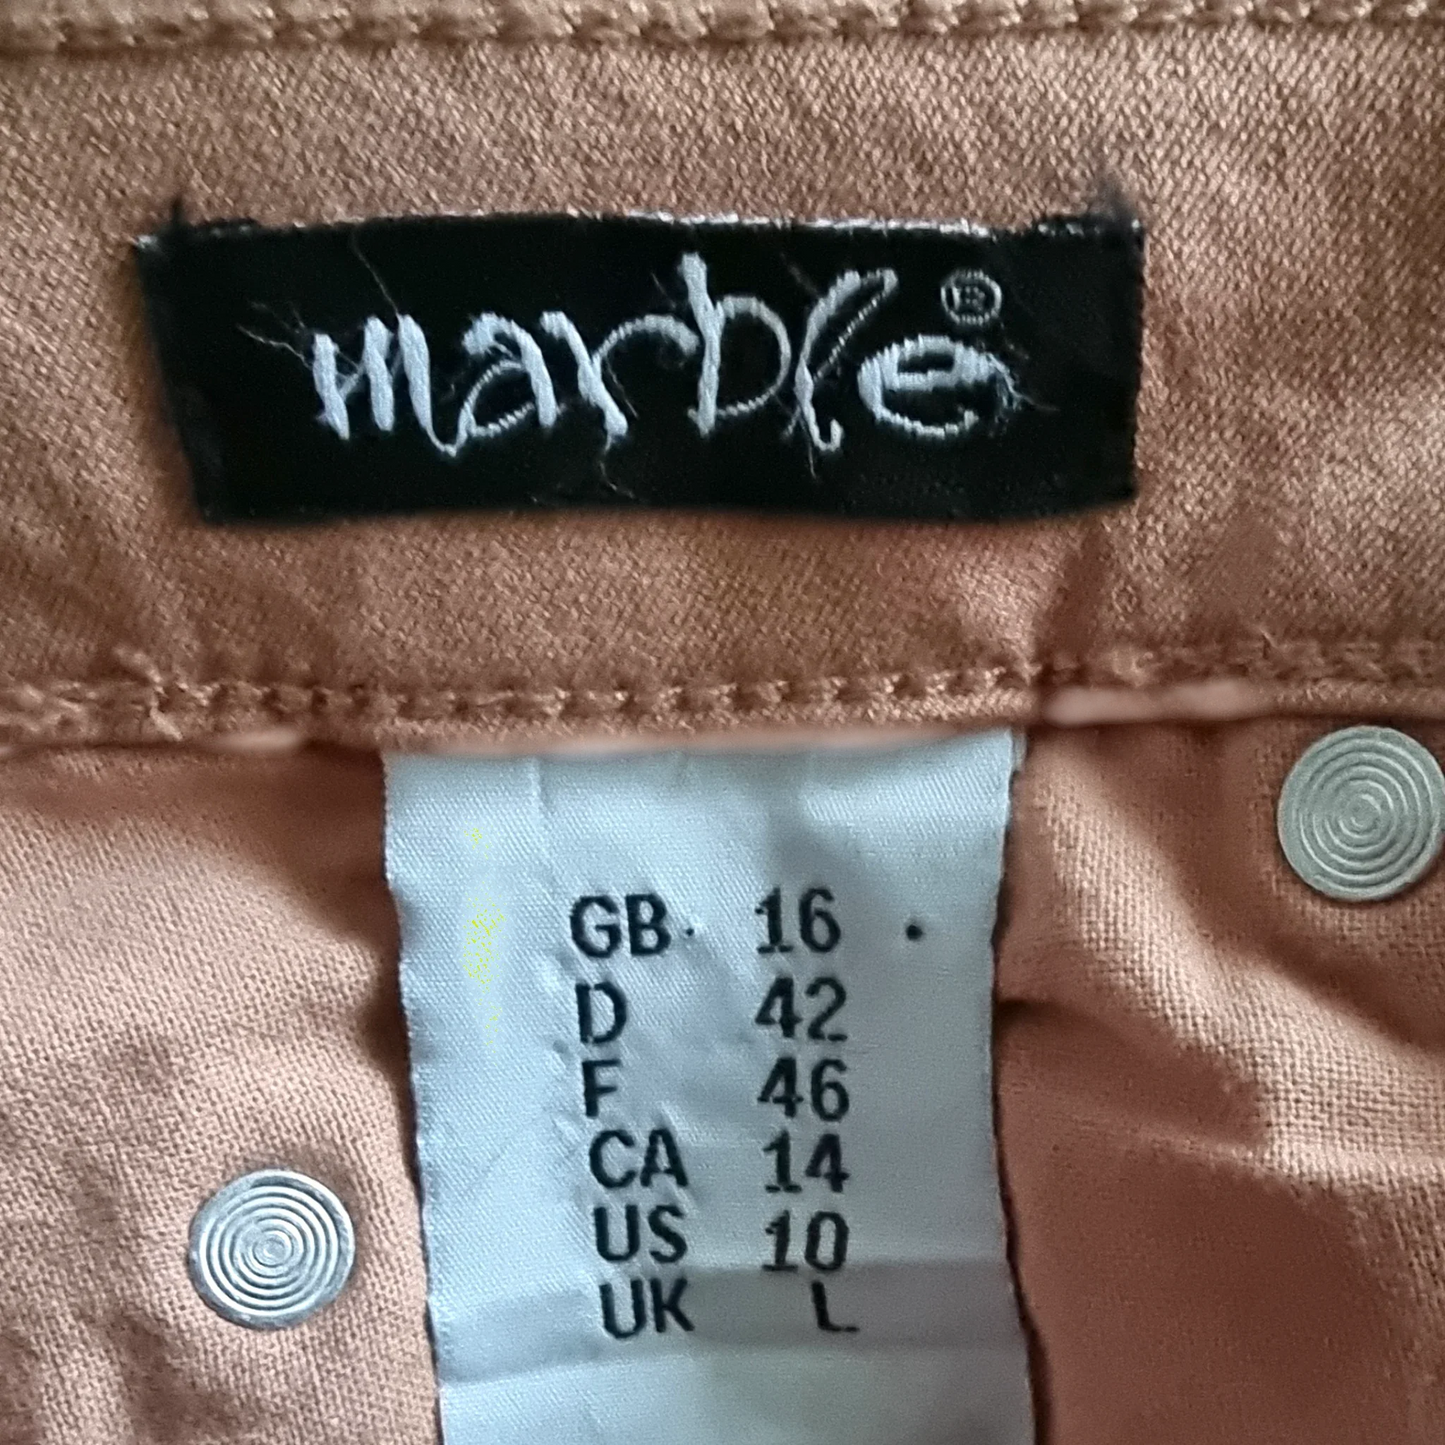 marble®
GB 16
D 42
F 46
CA 14
US 10
UK L